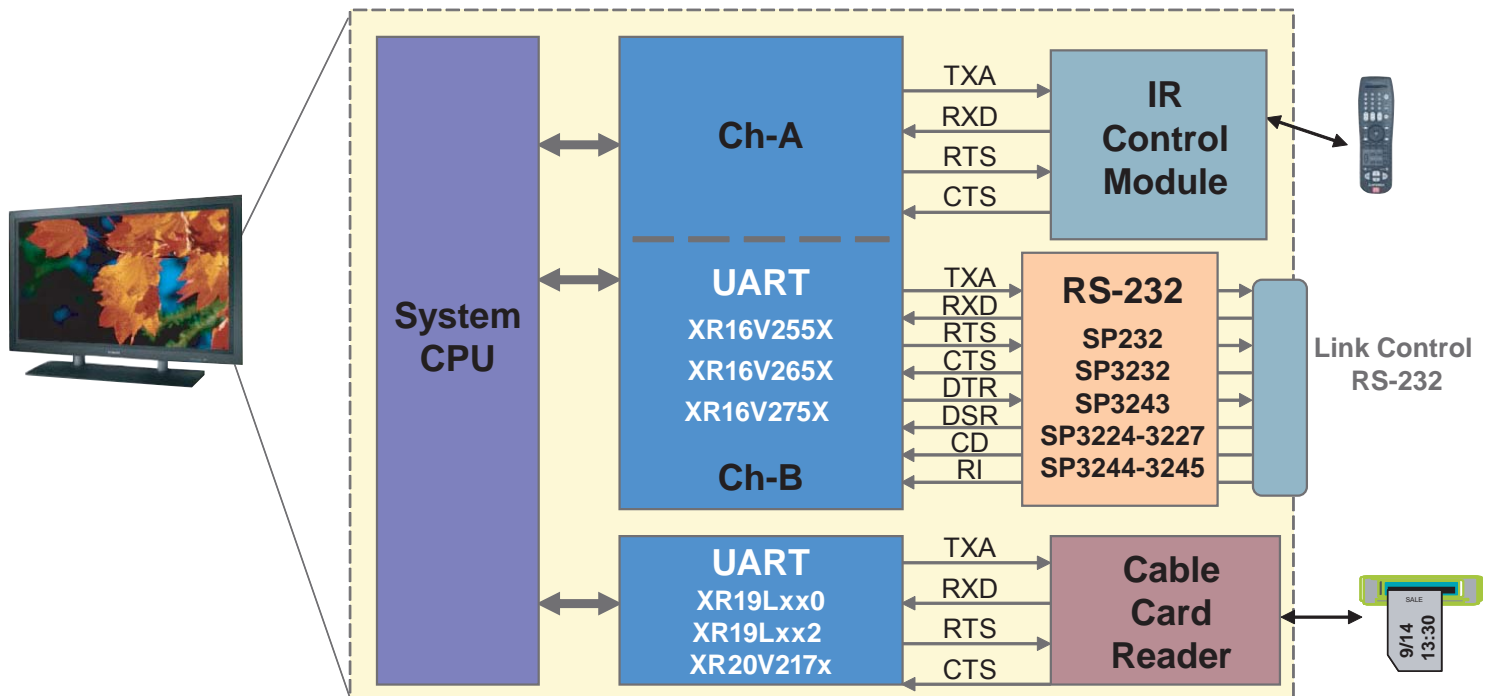 System
CPU
Ch-A
UART
XR16V255X
XR16V265X
XR16V275X
Ch-B
TXA
RXD
RTS
CTS
IR
Control
Module
TXA
RXD
RTS
CTS
DTR
DSR
CD
RI
RS-232
SP232
SP3232
SP3243
SP3224-3227
SP3244-3245
Link Control
RS-232
UART
XR19Lxx0
XR19Lxx2
XR20V217x
TXA
RXD
RTS
CTS
Cable
Card
Reader
SALE
9/14
13:30